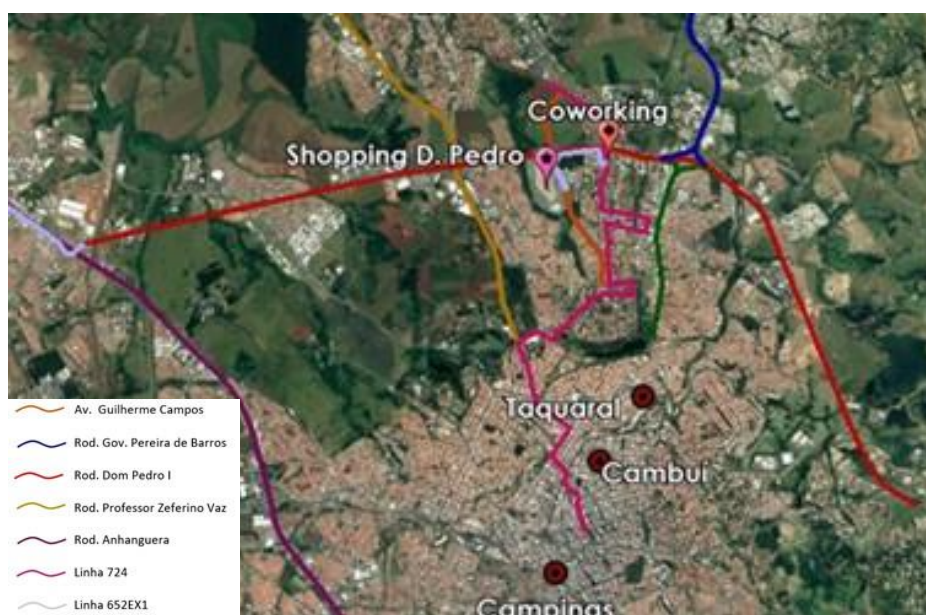 Coworking
Shopping D. Pedro
Taquaral
Cambuí
Campinas
Av. Guilherme Campos
Rod. Gov. Pereira de Barros
Rod. Dom Pedro I
Rod. Professor Zeferino Vaz
Rod. Anhanguera
Linha 724
Linha 652EX1